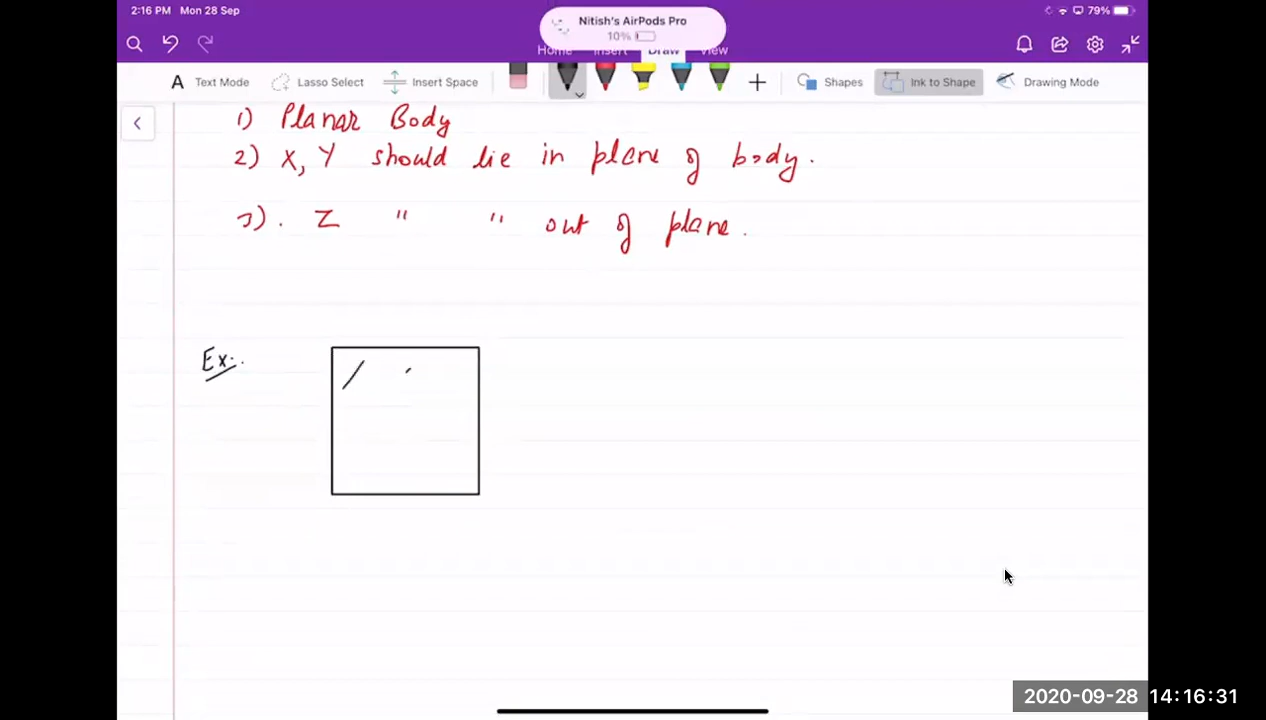 2:16 PM Mon 28 Sep
79%
Nitish's AirPods Pro
10%
Home Insert Draw View
Text Mode Lasso Select Insert Space Shapes Ink to Shape Drawing Mode
1) Planar Body
2) X, Y should lie in plane of body.
3). Z " " out of plane.
Ex:-
2020-09-28 14:16:31